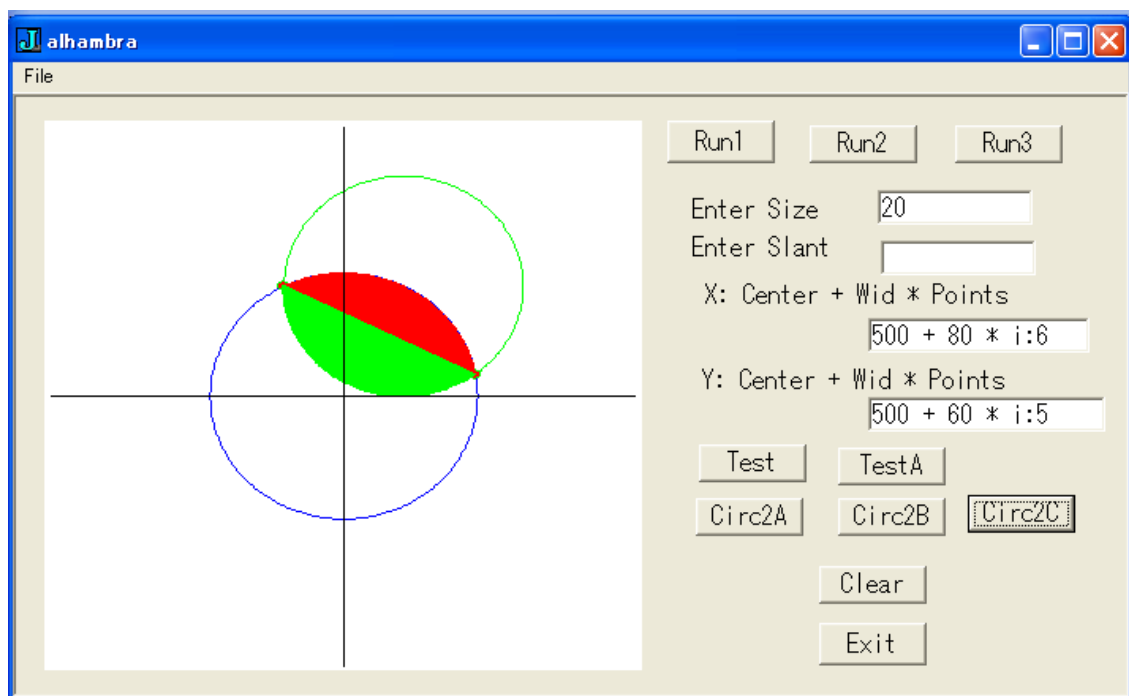 alhambra
File
Run1 Run2 Run3
Enter Size 20
Enter Slant
X: Center + Wid * Points
500 + 80 * i:6
Y: Center + Wid * Points
500 + 60 * i:5
Test TestA
Circ2A Circ2B Circ2C
Clear
Exit